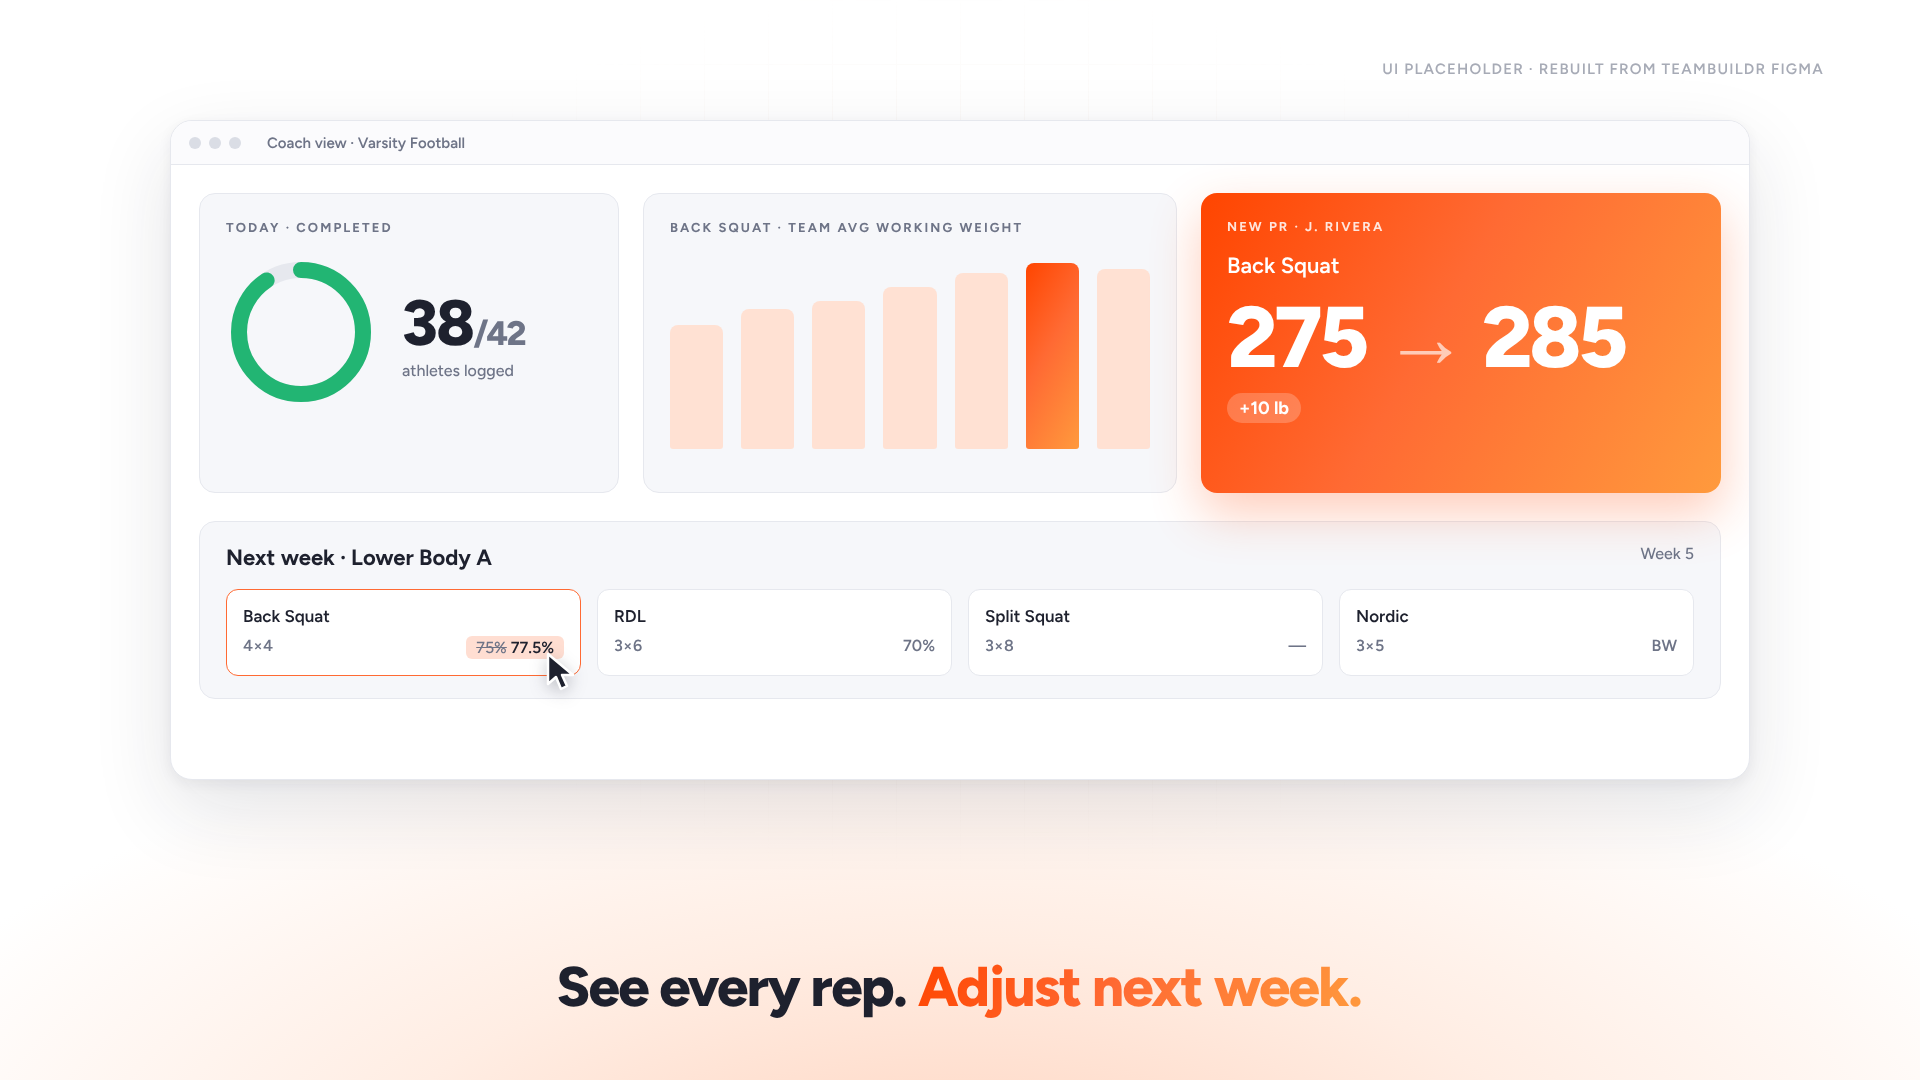 UI PLACEHOLDER · REBUILT FROM TEAMBUILDR FIGMA
Coach view · Varsity Football
TODAY · COMPLETED
38/42
athletes logged
BACK SQUAT · TEAM AVG WORKING WEIGHT
NEW PR · J. RIVERA
Back Squat
275 → 285
+10 lb
Next week · Lower Body A
Week 5
Back Squat
4×4
75% 77.5%
RDL
3×6
70%
Split Squat
3×8
—
Nordic
3×5
BW
See every rep. Adjust next week.